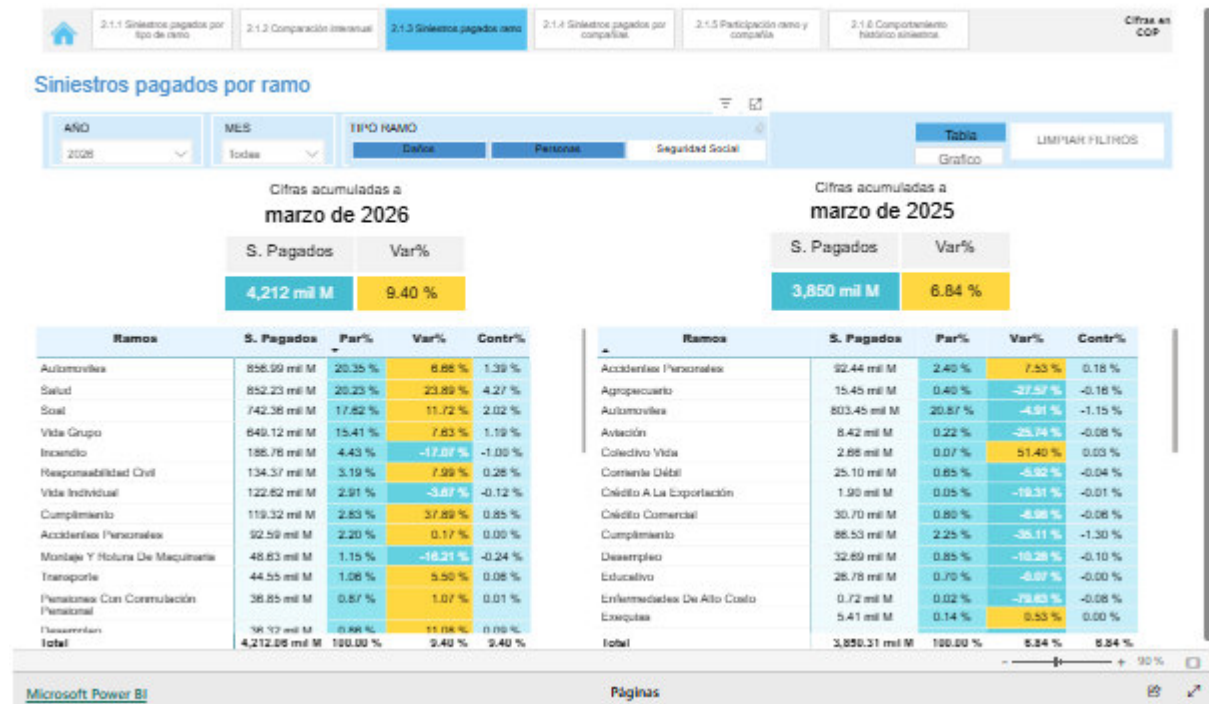 2.1.1 Siniestros pagados por tipo de ramo
2.1.2 Comparación interanual
2.1.3 Siniestros pagados ramo
2.1.4 Siniestros pagados por compañías
2.1.5 Participación ramo y compañía
2.1.6 Comportamiento histórico siniestros
Cifras en COP
Siniestros pagados por ramo
AÑO
2026
MES
Todas
TIPO RAMO
Daños
Personas
Seguridad Social
Tabla
Grafico
LIMPIAR FILTROS
Cifras acumuladas a
marzo de 2026
S. Pagados Var%
4,212 mil M 9.40 %
Cifras acumuladas a
marzo de 2025
S. Pagados Var%
3,850 mil M 6.84 %
Ramos S. Pagados Par% Var% Contr%
Automoviles 856.99 mil M 20.35 % 6.66 % 1.39 %
Salud 852.23 mil M 20.23 % 23.89 % 4.27 %
Soat 742.36 mil M 17.62 % 11.72 % 2.02 %
Vida Grupo 649.12 mil M 15.41 % 7.63 % 1.19 %
Incendio 186.76 mil M 4.43 % -17.07 % -1.00 %
Responsabilidad Civil 134.37 mil M 3.19 % 7.99 % 0.26 %
Vida Individual 122.62 mil M 2.91 % -3.67 % -0.12 %
Cumplimiento 119.32 mil M 2.83 % 37.89 % 0.85 %
Accidentes Personales 92.59 mil M 2.20 % 0.17 % 0.00 %
Montaje Y Rotura De Maquinaria 48.63 mil M 1.15 % -16.21 % -0.24 %
Transporte 44.55 mil M 1.06 % 5.50 % 0.06 %
Pensiones Con Conmutación Pensional 36.85 mil M 0.87 % 1.07 % 0.01 %
Desempleo 36.32 mil M 0.86 % 11.08 % 0.09 %
Total 4,212.06 mil M 100.00 % 9.40 % 9.40 %
Ramos S. Pagados Par% Var% Contr%
Accidentes Personales 92.44 mil M 2.40 % 7.53 % 0.18 %
Agropecuario 15.45 mil M 0.40 % -27.57 % -0.16 %
Automoviles 803.45 mil M 20.87 % -4.91 % -1.15 %
Aviación 8.42 mil M 0.22 % -25.74 % -0.08 %
Colectivo Vida 2.66 mil M 0.07 % 51.40 % 0.03 %
Corriente Débil 25.10 mil M 0.65 % -5.92 % -0.04 %
Crédito A La Exportación 1.90 mil M 0.05 % -19.31 % -0.01 %
Crédito Comercial 30.70 mil M 0.80 % -6.96 % -0.06 %
Cumplimiento 86.53 mil M 2.25 % -35.11 % -1.30 %
Desempleo 32.69 mil M 0.85 % -10.28 % -0.10 %
Educativo 26.78 mil M 0.70 % -0.07 % -0.00 %
Enfermedades De Alto Costo 0.72 mil M 0.02 % -79.63 % -0.08 %
Exequias 5.41 mil M 0.14 % 0.53 % 0.00 %
Total 3,850.31 mil M 100.00 % 6.84 % 6.84 %
- + 90 %
Microsoft Power BI
Páginas